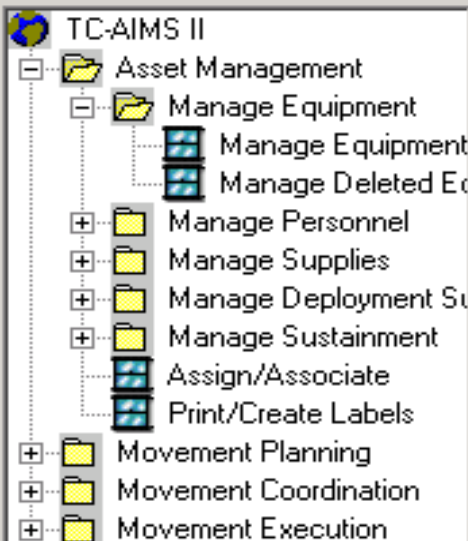 TC-AIMS II
Asset Management
Manage Equipment
Manage Equipment
Manage Deleted
Manage Personnel
Manage Supplies
Manage Deployment
Manage Sustainment
Assign/Associate
Print/Create Labels
Movement Planning
Movement Coordination
Movement Execution